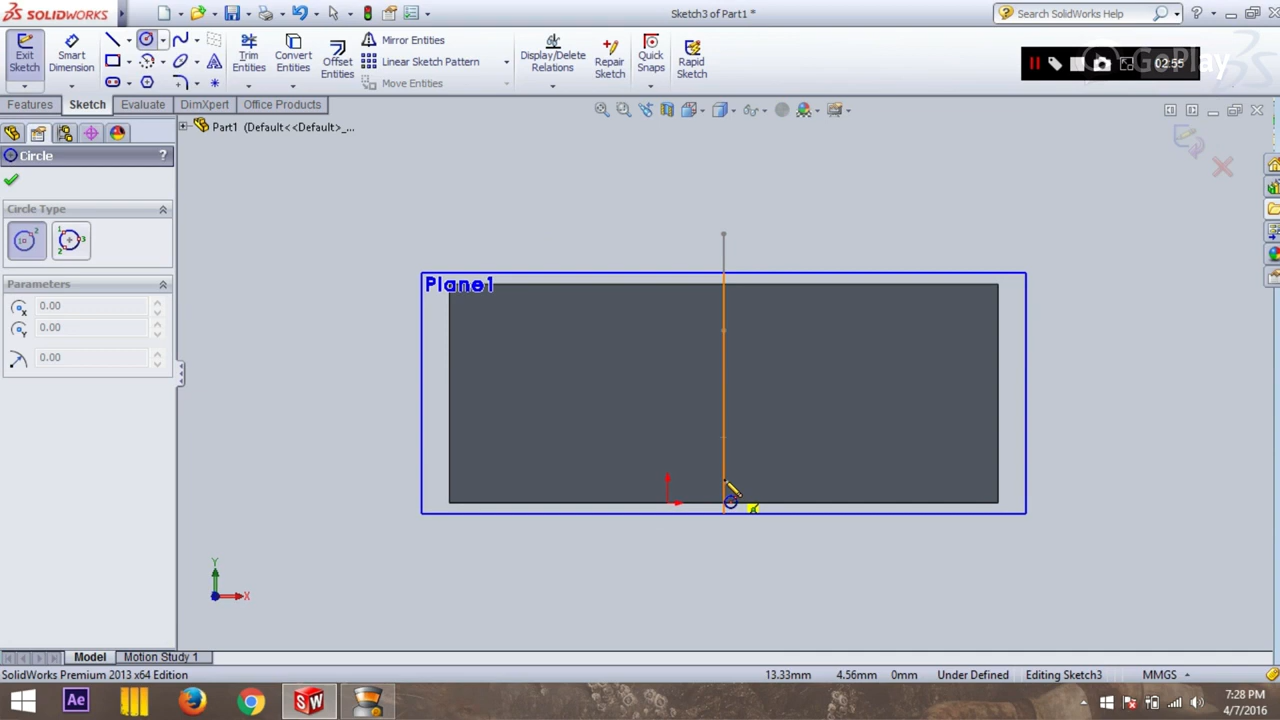 SOLIDWORKS
Sketch3 of Part1 *
Search SolidWorks Help
Exit Sketch
Smart Dimension
Trim Entities
Convert Entities
Offset Entities
Mirror Entities
Linear Sketch Pattern
Move Entities
Display/Delete Relations
Repair Sketch
Quick Snaps
Rapid Sketch
GoPlay
02:55
Features
Sketch
Evaluate
DimXpert
Office Products
Part1 (Default<<Default>_...
Circle
?
Circle Type
Parameters
0.00
0.00
0.00
Plane1
Y
X
Model
Motion Study 1
SolidWorks Premium 2013 x64 Edition
13.33mm
4.56mm
0mm
Under Defined
Editing Sketch3
MMGS
Ae
SW
7:28 PM
4/7/2016